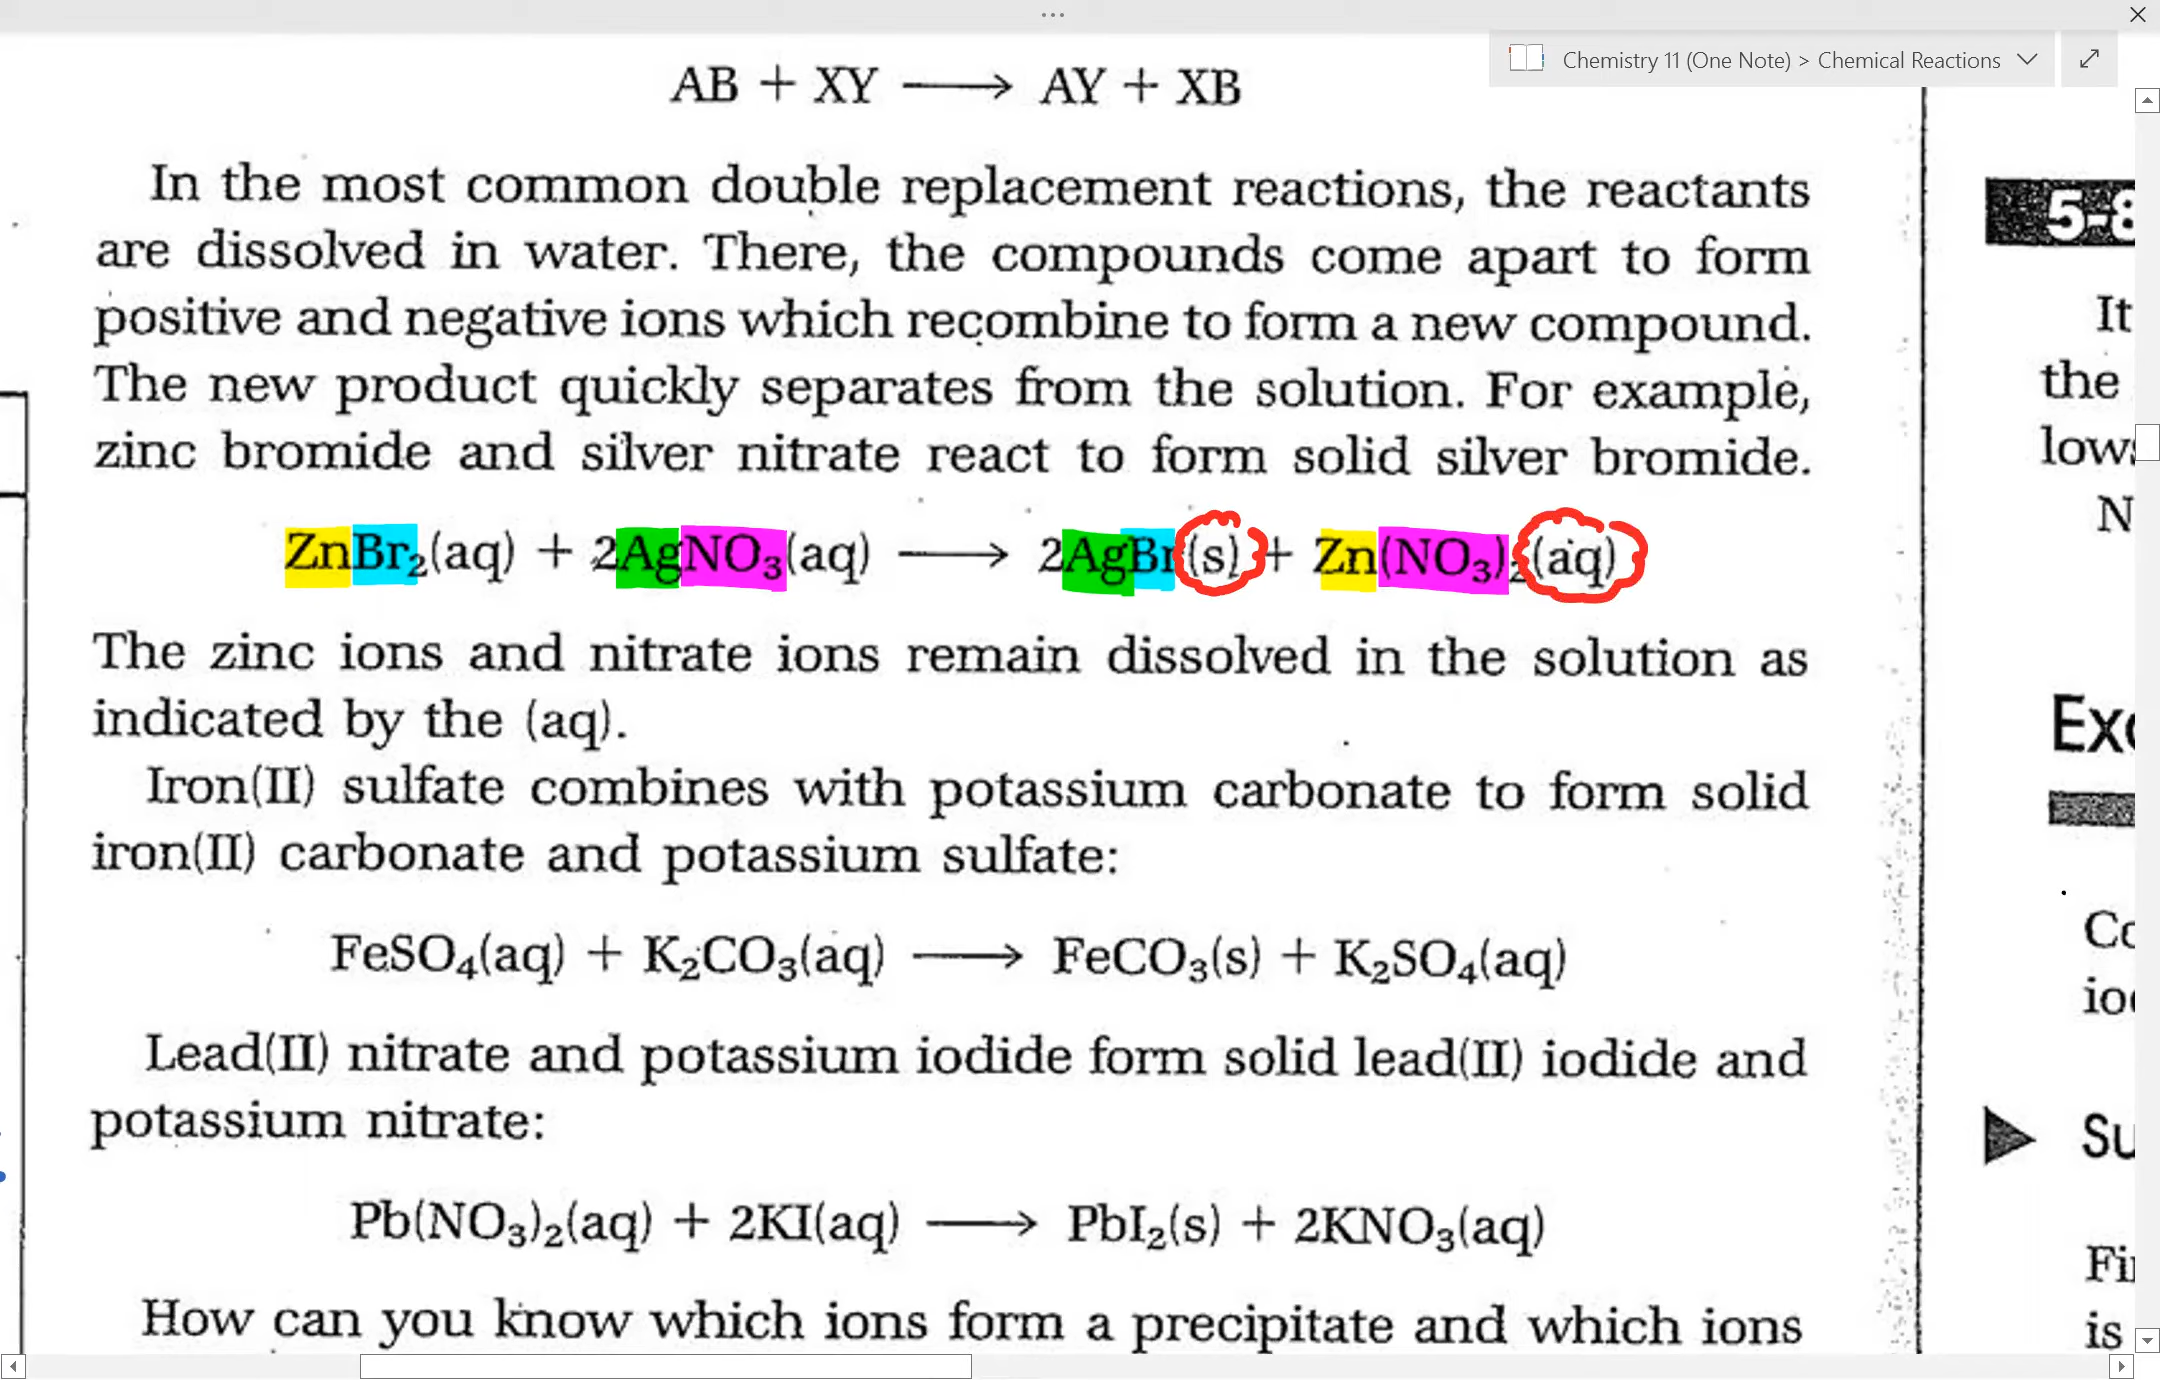 ...
Chemistry 11 (One Note) > Chemical Reactions
AB + XY ⟶ AY + XB
In the most common double replacement reactions, the reactants
are dissolved in water. There, the compounds come apart to form
positive and negative ions which recombine to form a new compound.
The new product quickly separates from the solution. For example,
zinc bromide and silver nitrate react to form solid silver bromide.
ZnBr₂(aq) + 2AgNO₃(aq) ⟶ 2AgBr(s) + Zn(NO₃)₂(aq)
The zinc ions and nitrate ions remain dissolved in the solution as
indicated by the (aq).
Iron(II) sulfate combines with potassium carbonate to form solid
iron(II) carbonate and potassium sulfate:
FeSO₄(aq) + K₂CO₃(aq) ⟶ FeCO₃(s) + K₂SO₄(aq)
Lead(II) nitrate and potassium iodide form solid lead(II) iodide and
potassium nitrate:
Pb(NO₃)₂(aq) + 2KI(aq) ⟶ PbI₂(s) + 2KNO₃(aq)
How can you know which ions form a precipitate and which ions
5-8
It
the
lows
N